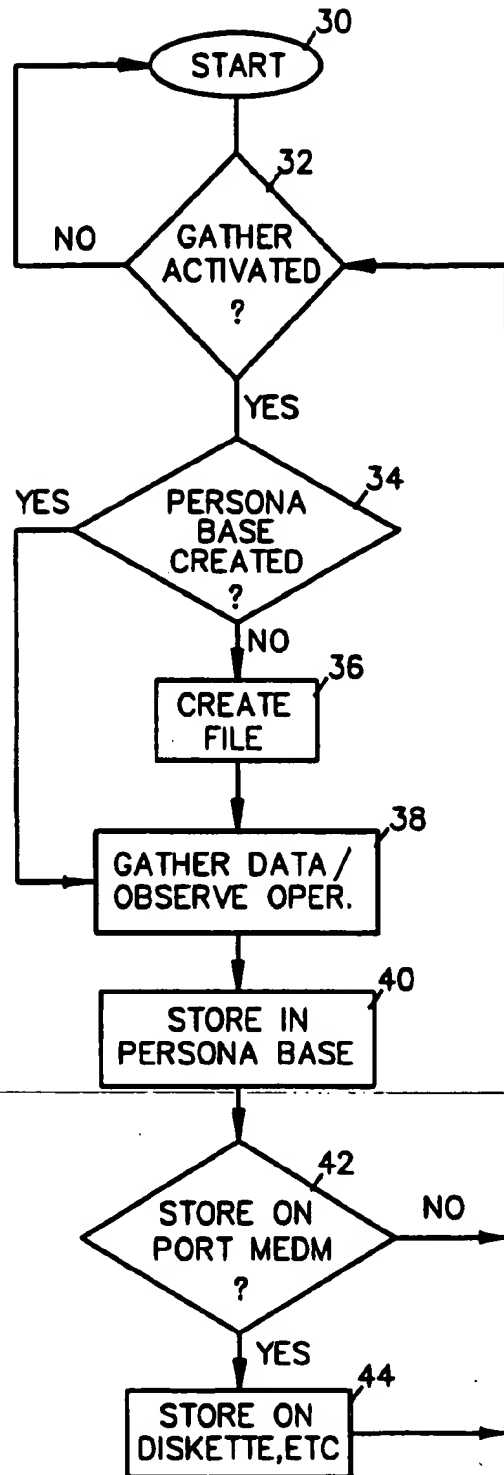 30
START
32
NO
GATHER
ACTIVATED
?
YES
34
YES
PERSONA
BASE
CREATED
?
NO
36
CREATE
FILE
38
GATHER DATA/
OBSERVE OPER.
40
STORE IN
PERSONA BASE
42
STORE ON
PORT MEDM
?
NO
YES
44
STORE ON
DISKETTE,ETC